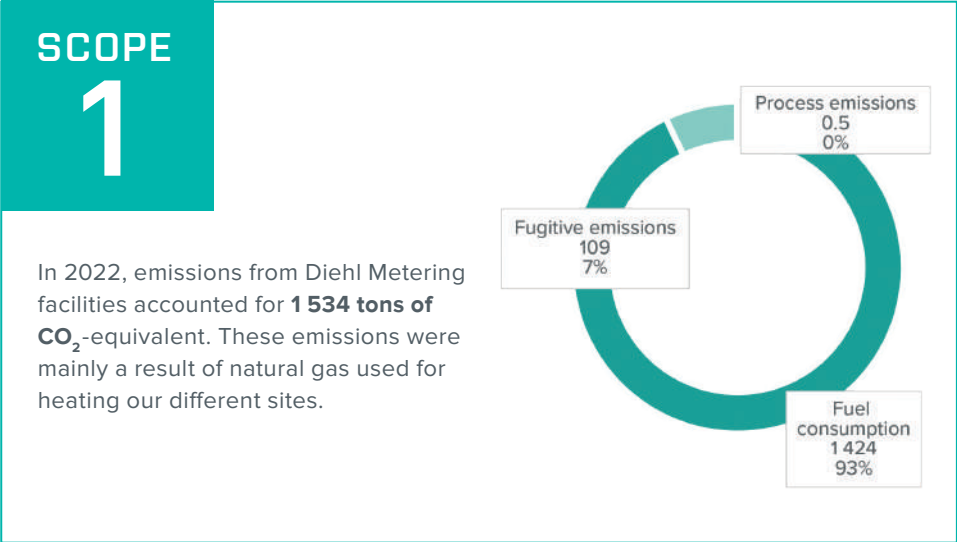 SCOPE
1
In 2022, emissions from Diehl Metering
facilities accounted for 1 534 tons of
CO₂-equivalent. These emissions were
mainly a result of natural gas used for
heating our different sites.
Process emissions
0.5
0%
Fugitive emissions
109
7%
Fuel
consumption
1 424
93%